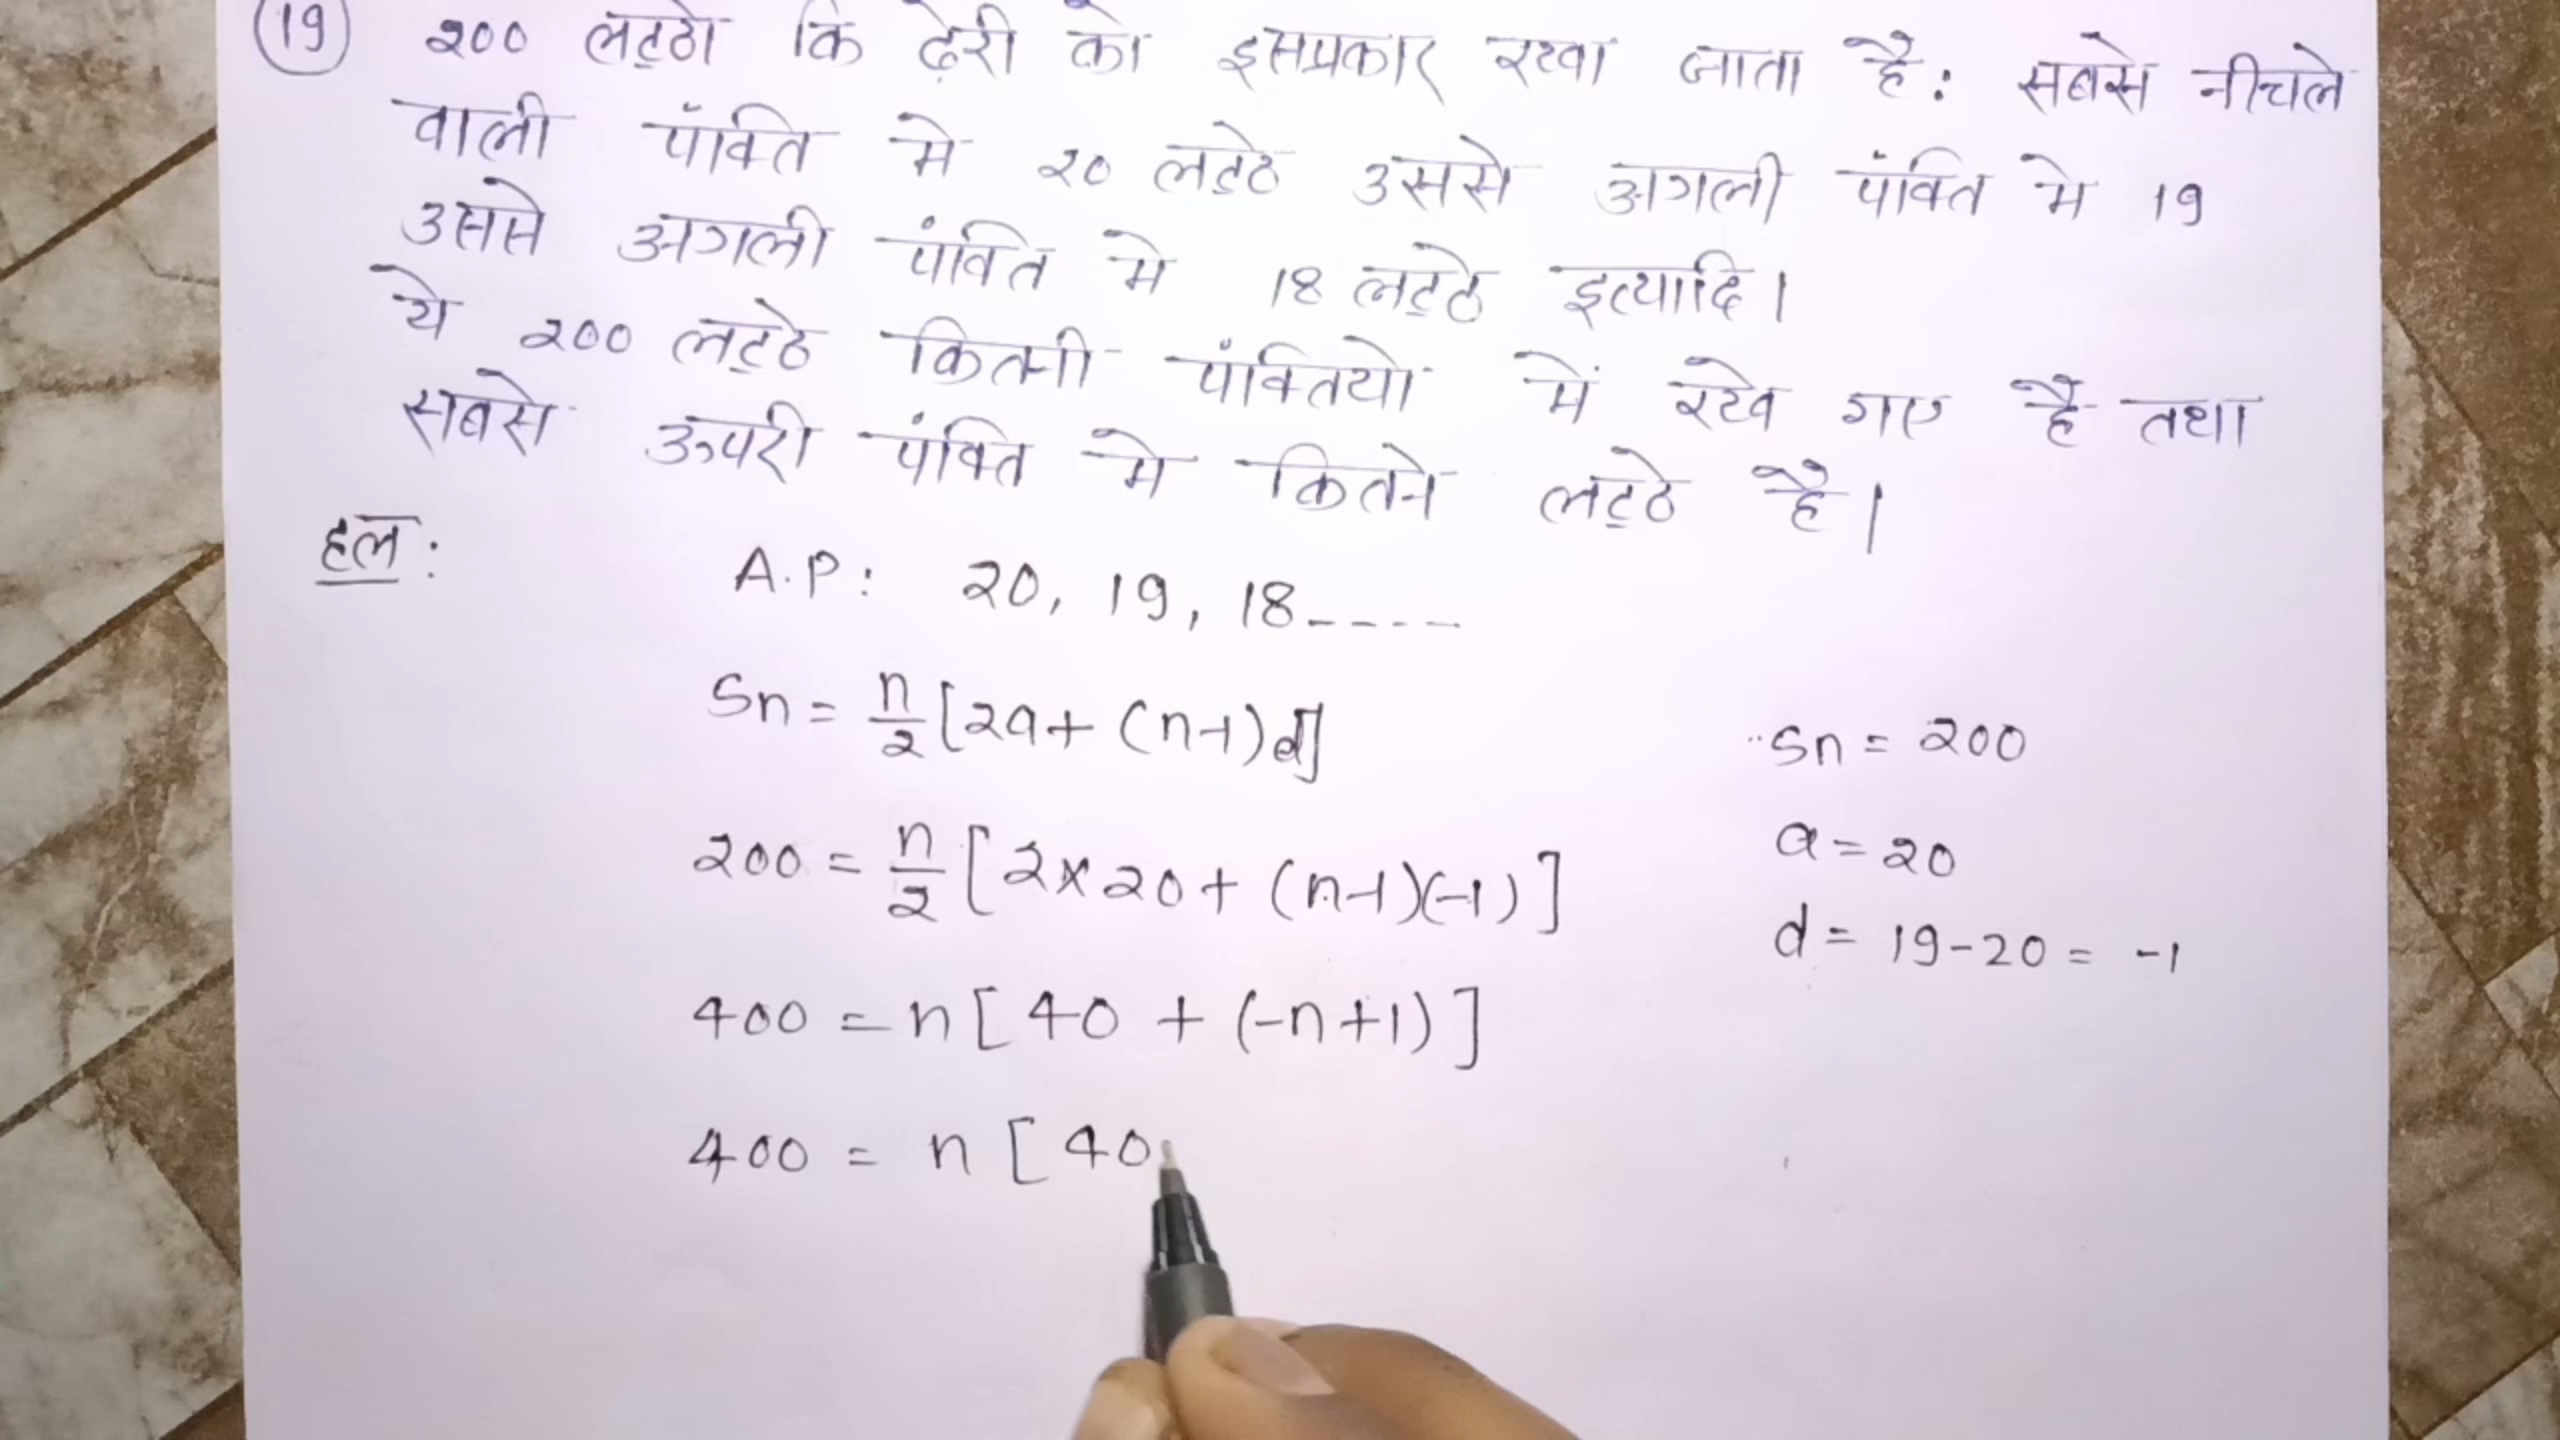 19 200 लट्ठो कि ढ़ेरी को इसप्रकार रखा जाता है: सबसे नीचले
वाली पंक्ति मे 20 लट्ठे उससे अगली पंक्ति मे 19
उससे अगली पंक्ति मे 18 लट्ठे इत्यादि।
ये 200 लट्ठे कितनी पंक्तियो में रखे गए है तथा
सबसे ऊपरी पंक्ति मे कितने लट्ठे है।
हल:
A.P: 20, 19, 18-----
Sn = n/2 [2a+ (n-1)d]
Sn = 200
200 = n/2 [2×20+ (n-1)(-1)]
a = 20
d = 19-20 = -1
400 = n[40 + (-n+1)]
400 = n [40